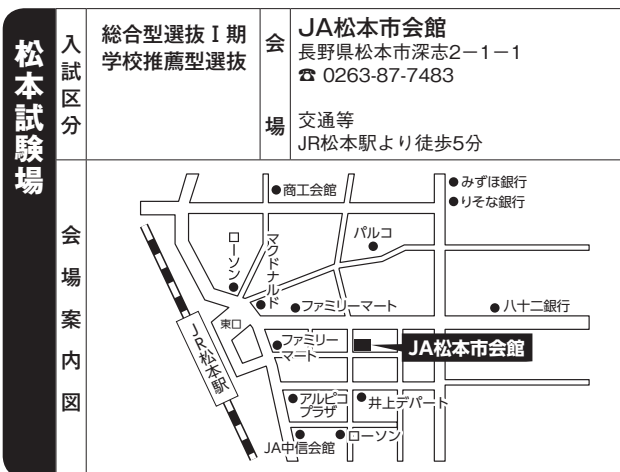 松本試験場
入試区分
総合型選抜Ⅰ期
学校推薦型選抜
会場
JA松本市会館
長野県松本市深志2－1－1
☎ 0263-87-7483
交通等
JR松本駅より徒歩5分
会場案内図
●商工会館
●みずほ銀行
●りそな銀行
パルコ
ローソン
マクドナルド
●ファミリーマート
●八十二銀行
東口
JR松本駅
●ファミリー
マート
JA松本市会館
●アルピコ
プラザ
●井上デパート
JA中信会館
●ローソン